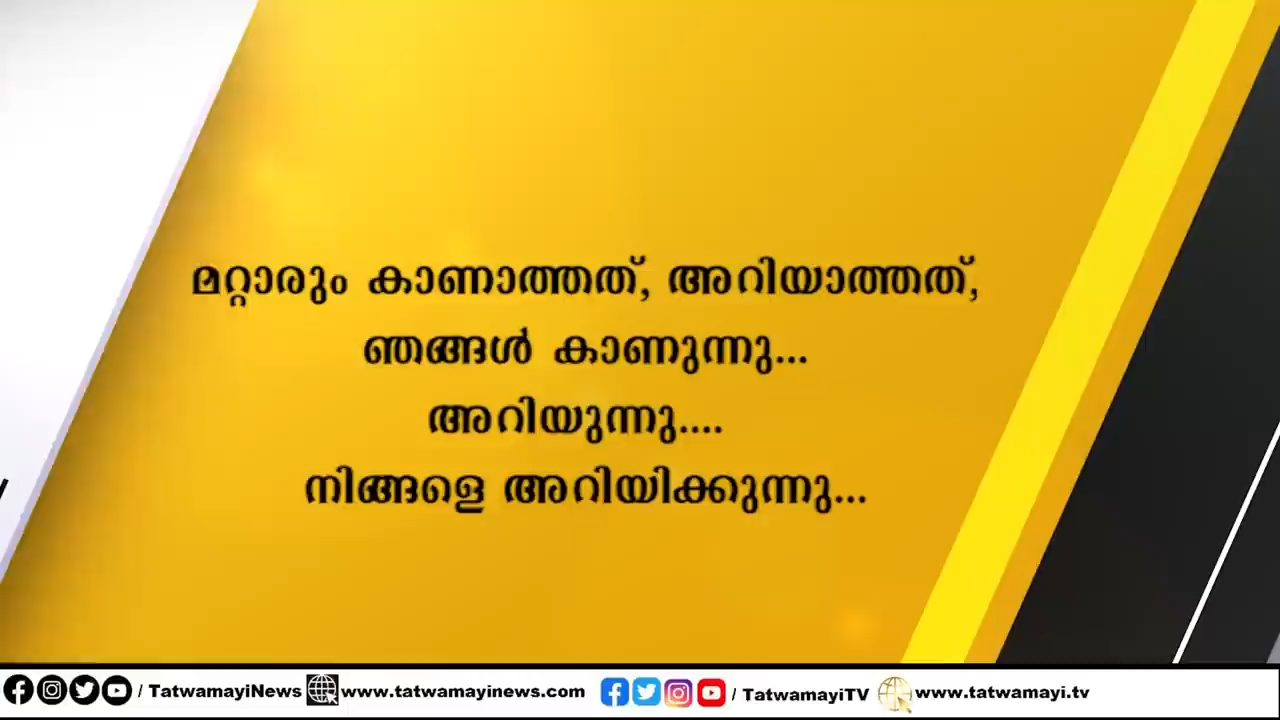 മറ്റാരും കാണാത്തത്, അറിയാത്തത്,
ഞങ്ങൾ കാണുന്നു...
അറിയുന്നു....
നിങ്ങളെ അറിയിക്കുന്നു...
/ TatwamayiNews www.tatwamayinews.com / TatwamayiTV www.tatwamayi.tv